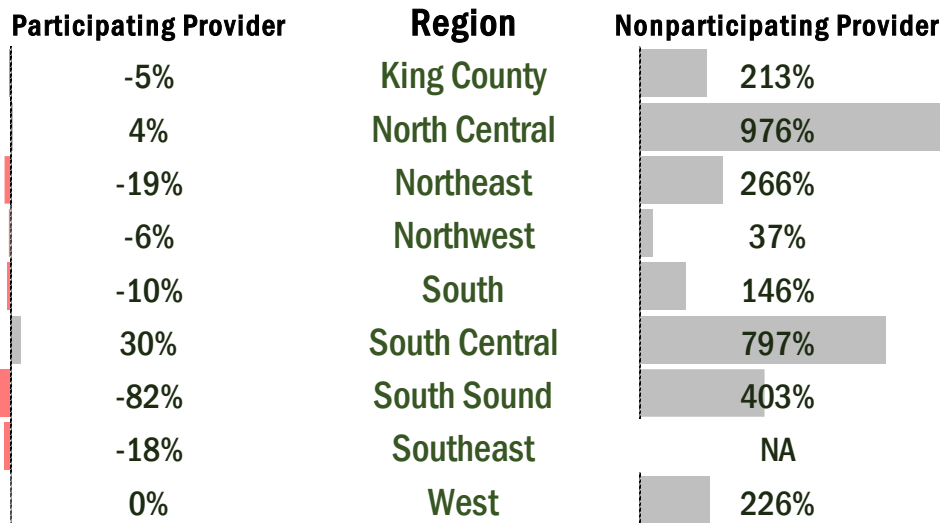 Participating Provider Region Nonparticipating Provider
-5% King County 213%
4% North Central 976%
-19% Northeast 266%
-6% Northwest 37%
-10% South 146%
30% South Central 797%
-82% South Sound 403%
-18% Southeast NA
0% West 226%